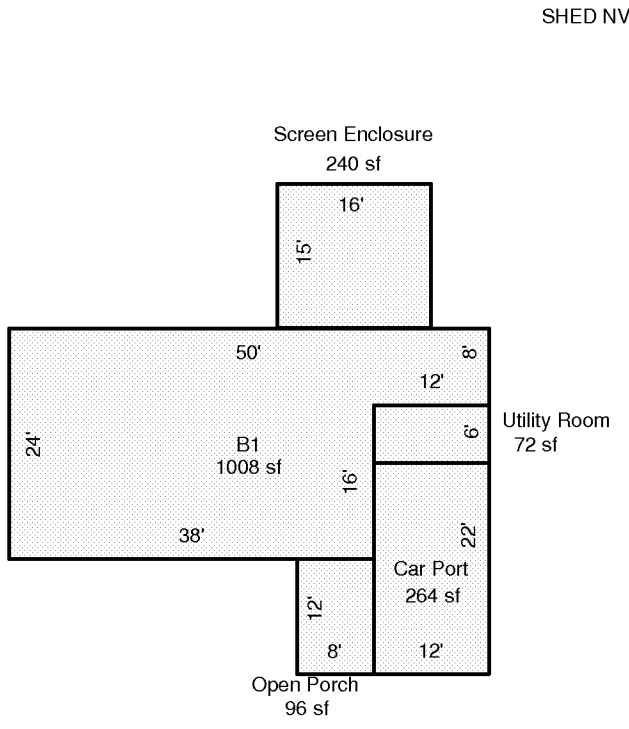 SHED NV
Screen Enclosure
240 sf
16'
15'
50'
8'
12'
24'
B1
1008 sf
6'
Utility Room
72 sf
16'
38'
22'
Car Port
264 sf
12'
8'
12'
Open Porch
96 sf